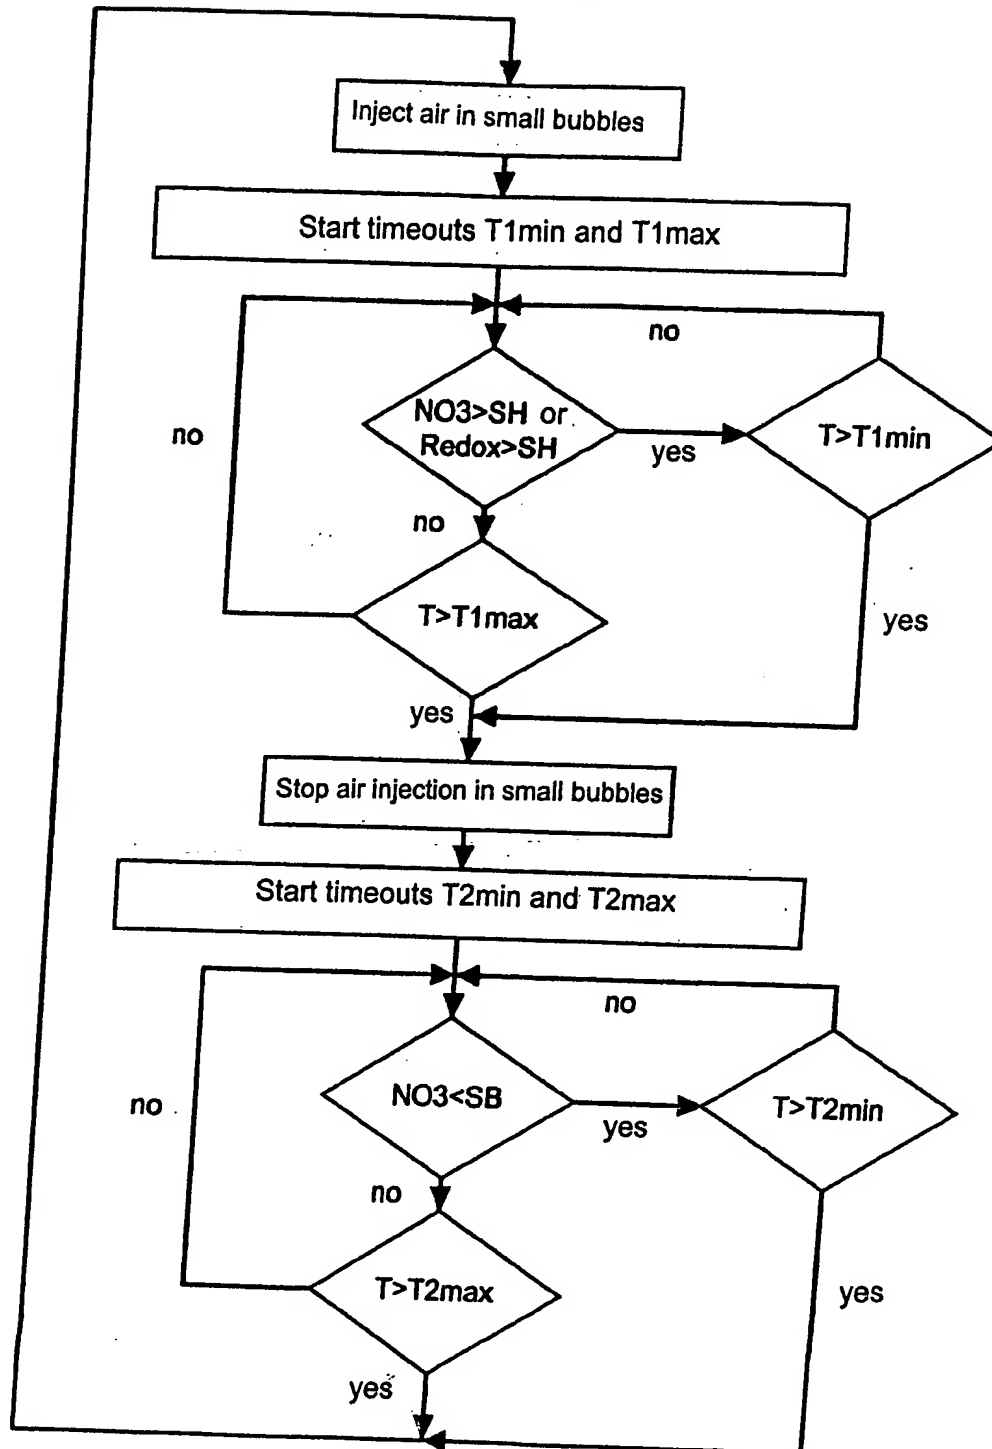 Inject air in small bubbles
Start timeouts T1min and T1max
no
no
NO3>SH or
Redox>SH
yes
T>T1min
no
T>T1max
yes
yes
Stop air injection in small bubbles
Start timeouts T2min and T2max
no
no
NO3<SB
yes
T>T2min
no
T>T2max
yes
yes